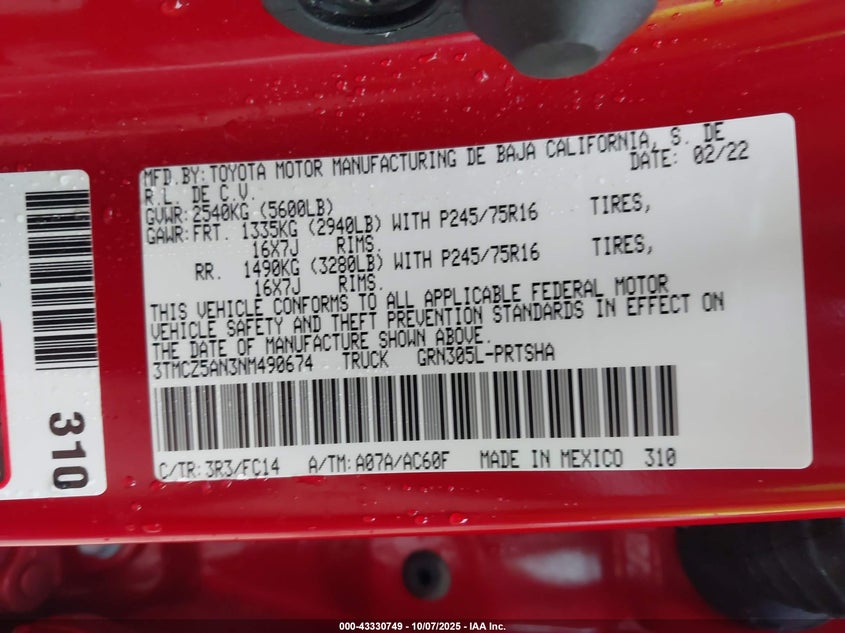 MFD.BY:TOYOTA MOTOR MANUFACTURING DE BAJA CALIFORNIA, S. DE
R.L. DE C.V. DATE: 02/22
GVWR:2540KG (5600LB)
GAWR:FRT. 1335KG (2940LB) WITH P245/75R16 TIRES,
16X7J RIMS.
RR. 1490KG (3280LB) WITH P245/75R16 TIRES,
16X7J RIMS.
THIS VEHICLE CONFORMS TO ALL APPLICABLE FEDERAL MOTOR
VEHICLE SAFETY AND THEFT PREVENTION STANDARDS IN EFFECT ON
THE DATE OF MANUFACTURE SHOWN ABOVE.
3TMCZ5AN3NM490674 TRUCK GRN305L-PRTSHA
C/TR:3R3/FC14 A/TM:A07A/AC60F MADE IN MEXICO 310
310
000-43330749 - 10/07/2025 - IAA Inc.